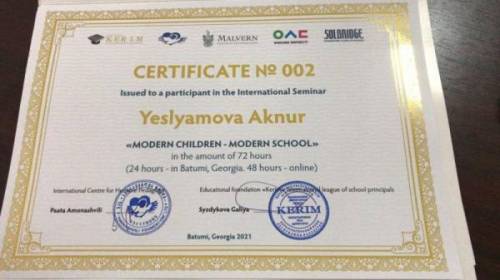 KERIM
MALVERN
OAE
SOLBRIDGE
CERTIFICATE № 002
Issued to a participant in the International Seminar
Yeslyamova Aknur
«MODERN CHILDREN - MODERN SCHOOL»
in the amount of 72 hours
(24 hours - in Batumi, Georgia. 48 hours - online)
International Centre for
Educational foundation league of school principals
Paata Amonashvili
Syzdykova Galiya
KERIM
Batumi, Georgia 2021